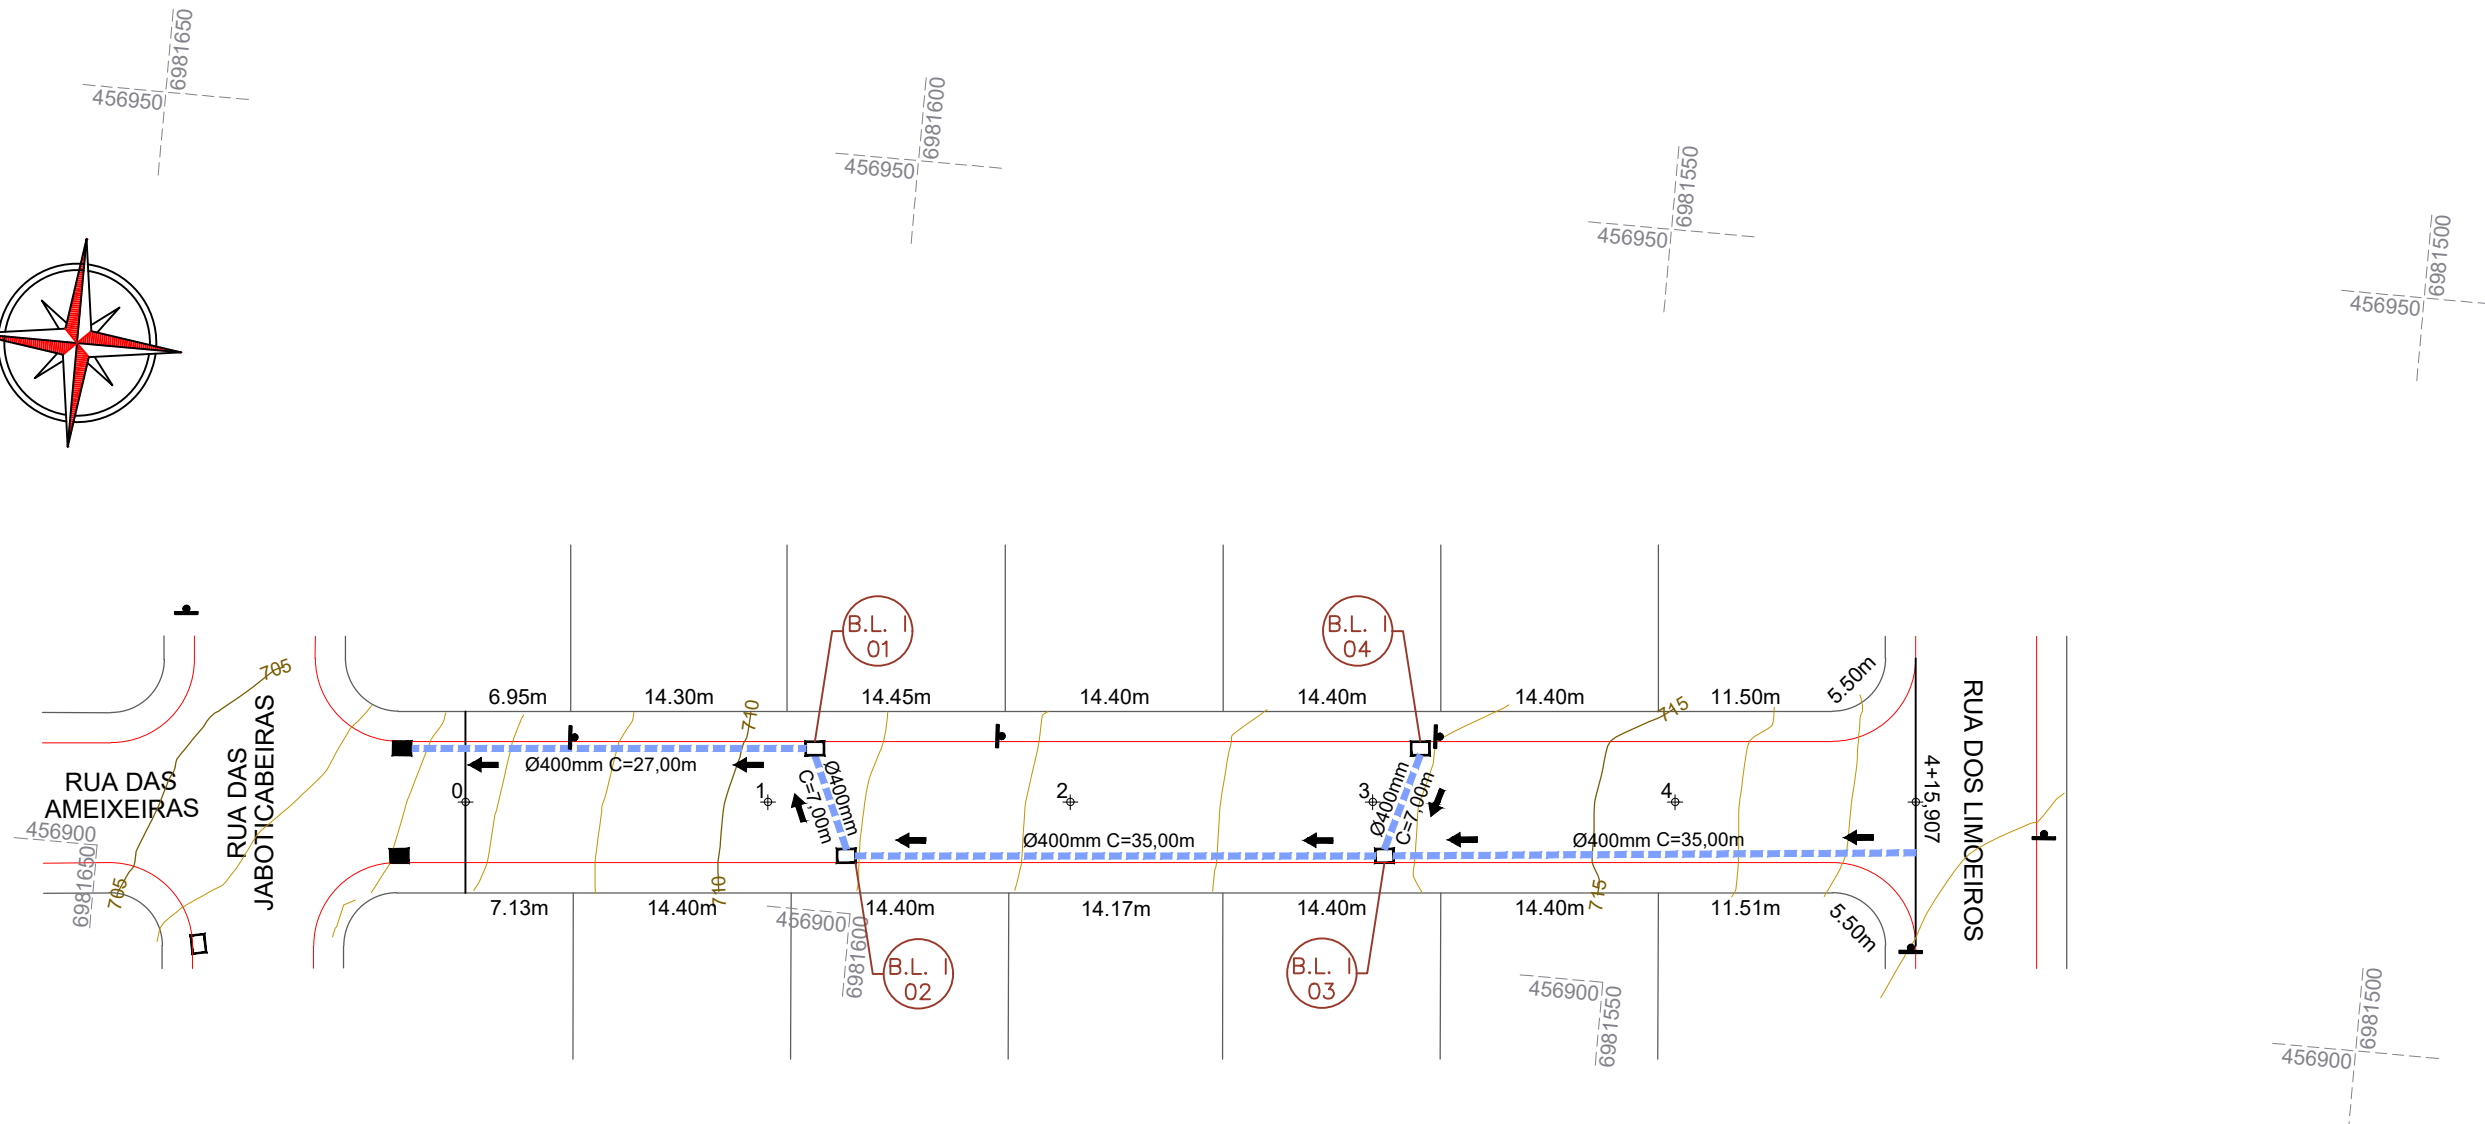 6981650
456950
6981600
456950
6981550
456950
6981500
456950
B.L. I
01
B.L. I
04
705
6.95m
14.30m
710
14.45m
14.40m
14.40m
14.40m
715
11.50m
5.50m
RUA DAS
AMEIXEIRAS
RUA DAS
JABOTICABEIRAS
Ø400mm C=27,00m
Ø400mm
C=7,00m
Ø400mm
C=7,00m
0
1
2
3
4
4+15,907
RUA DOS LIMOEIROS
Ø400mm C=35,00m
Ø400mm C=35,00m
456900
6981650
705
7.13m
14.40m
710
456900
6981600
14.40m
14.17m
14.40m
14.40m
715
11.51m
5.50m
B.L. I
02
B.L. I
03
456900
6981550
6981500
456900